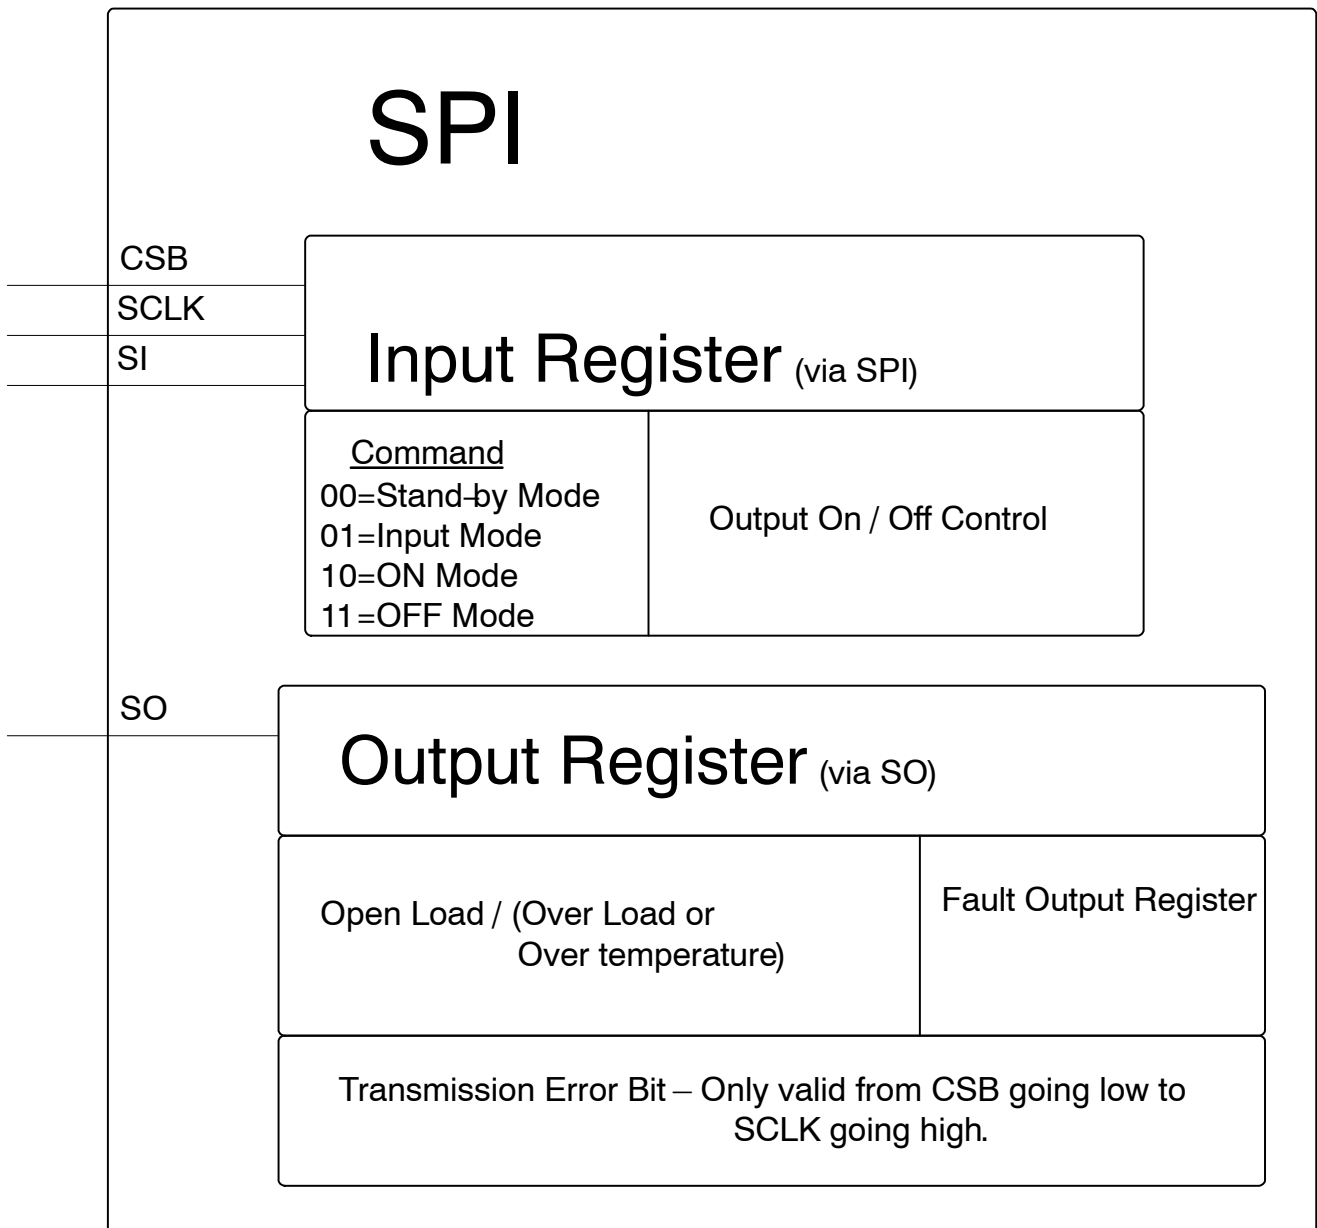 SPI
CSB
SCLK
SI
Input Register (via SPI)
Command
00=Stand-by Mode
01=Input Mode
10=ON Mode
11=OFF Mode
Output On / Off Control
SO
Output Register (via SO)
Open Load / (Over Load or
Over temperature)
Fault Output Register
Transmission Error Bit – Only valid from CSB going low to
SCLK going high.